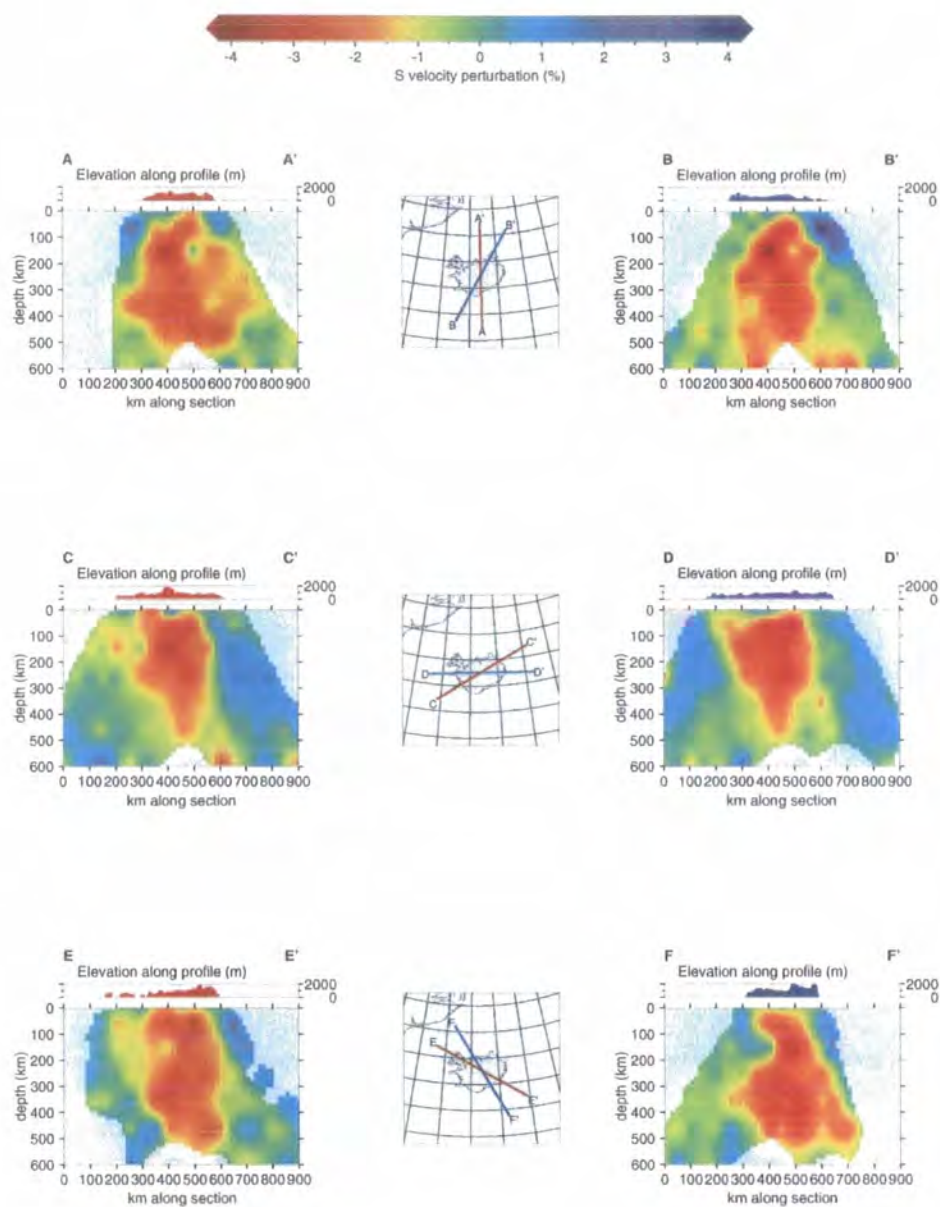 -4 -3 -2 -1 0 1 2 3 4
S velocity perturbation (%)
A A'
Elevation along profile (m)
2000
0
0
100
200
300
400
500
600
depth (km)
0 100 200 300 400 500 600 700 800 900
km along section
A'
B'
B
A
B B'
Elevation along profile (m)
2000
0
0
100
200
300
400
500
600
depth (km)
0 100 200 300 400 500 600 700 800 900
km along section
C C'
Elevation along profile (m)
2000
0
0
100
200
300
400
500
600
depth (km)
0 100 200 300 400 500 600 700 800 900
km along section
C'
D D'
C
D D'
Elevation along profile (m)
2000
0
0
100
200
300
400
500
600
depth (km)
0 100 200 300 400 500 600 700 800 900
km along section
E E'
Elevation along profile (m)
2000
0
0
100
200
300
400
500
600
depth (km)
0 100 200 300 400 500 600 700 800 900
km along section
F
E
E'
F'
F F'
Elevation along profile (m)
2000
0
0
100
200
300
400
500
600
depth (km)
0 100 200 300 400 500 600 700 800 900
km along section